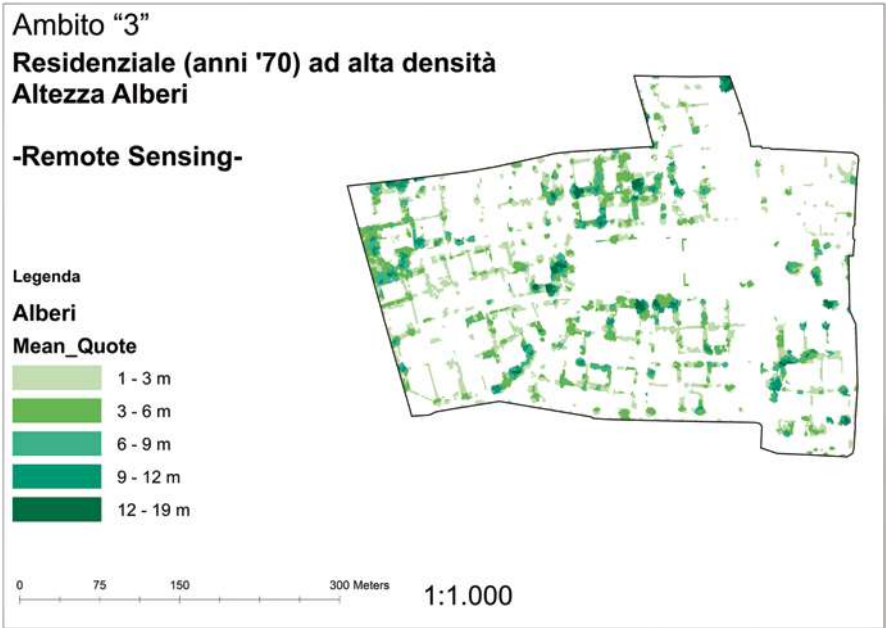 Ambito “3”
Residenziale (anni '70) ad alta densità
Altezza Alberi
-Remote Sensing-
Legenda
Alberi
Mean_Quote
1 - 3 m
3 - 6 m
6 - 9 m
9 - 12 m
12 - 19 m
0 75 150 300 Meters
1:1.000